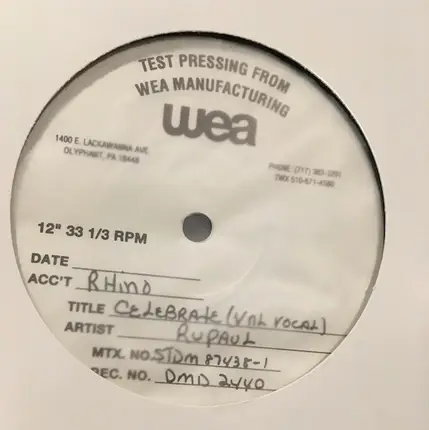 TEST PRESSING FROM
WEA MANUFACTURING
wea
1400 E. LACKAWANNA AVE.
OLYPHANT, PA 18448
PHONE: (717) 383-3291
TWX 510-671-4580
12" 33 1/3 RPM
DATE
ACC'T RHINO
TITLE CELEBRATE (VNL VOCAL)
ARTIST RUPAUL
MTX. NO. STDM 87438-1
REC. NO. DMD 2440